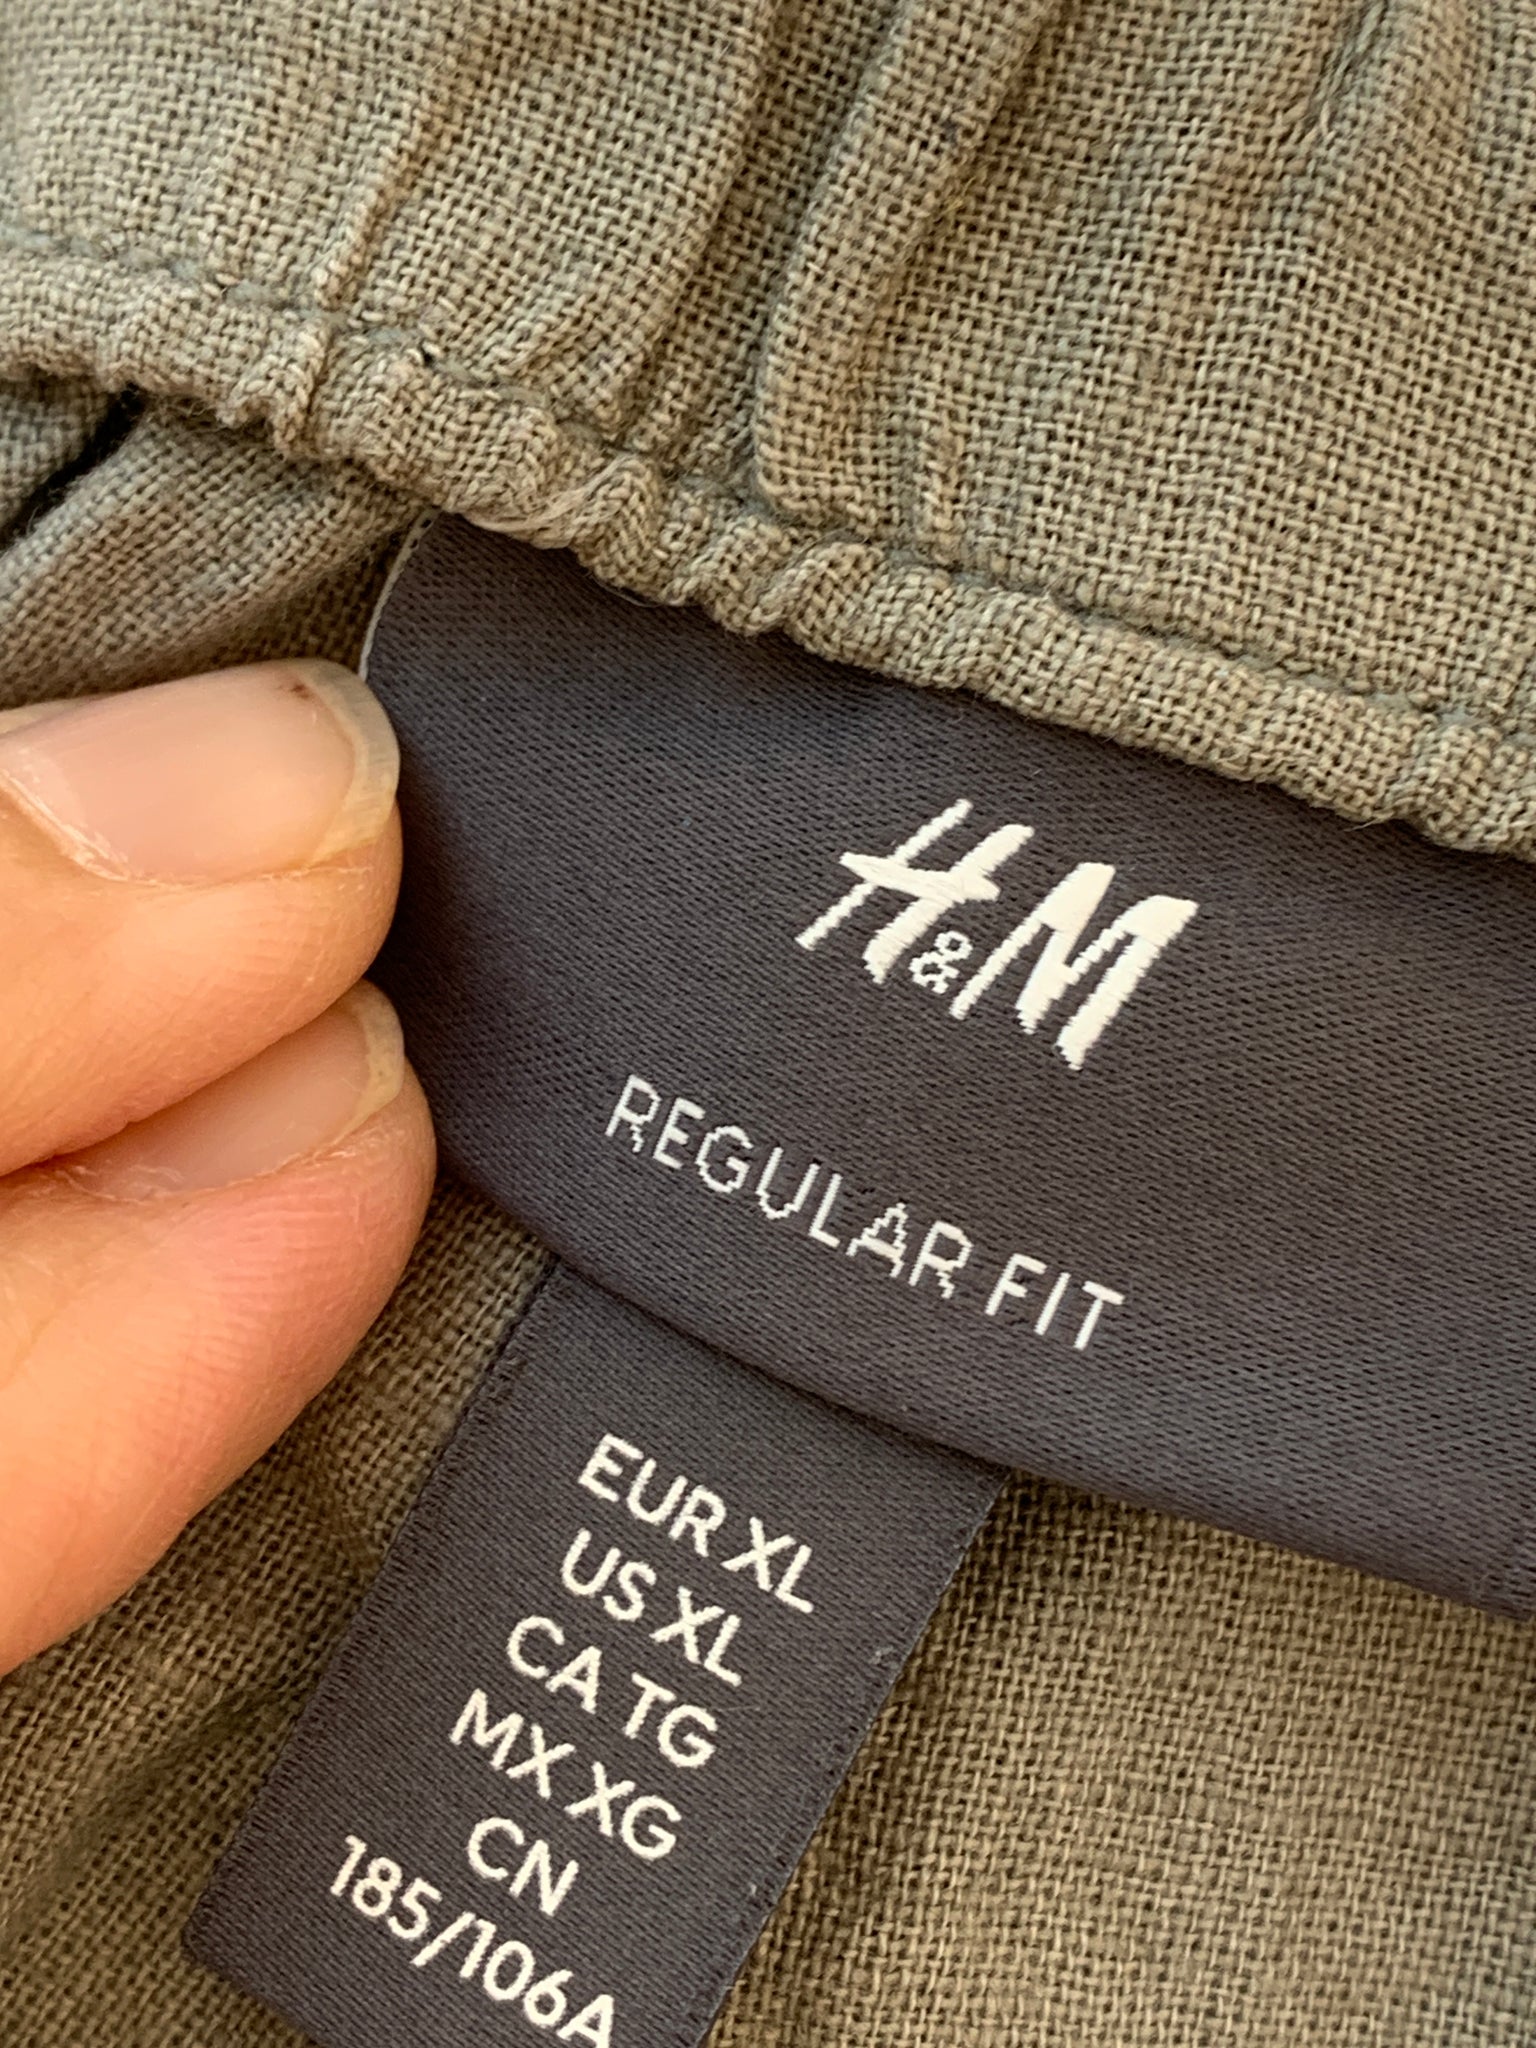 H&M
REGULAR FIT
EUR XL
US XL
CA TG
MX XG
CN
185/106A